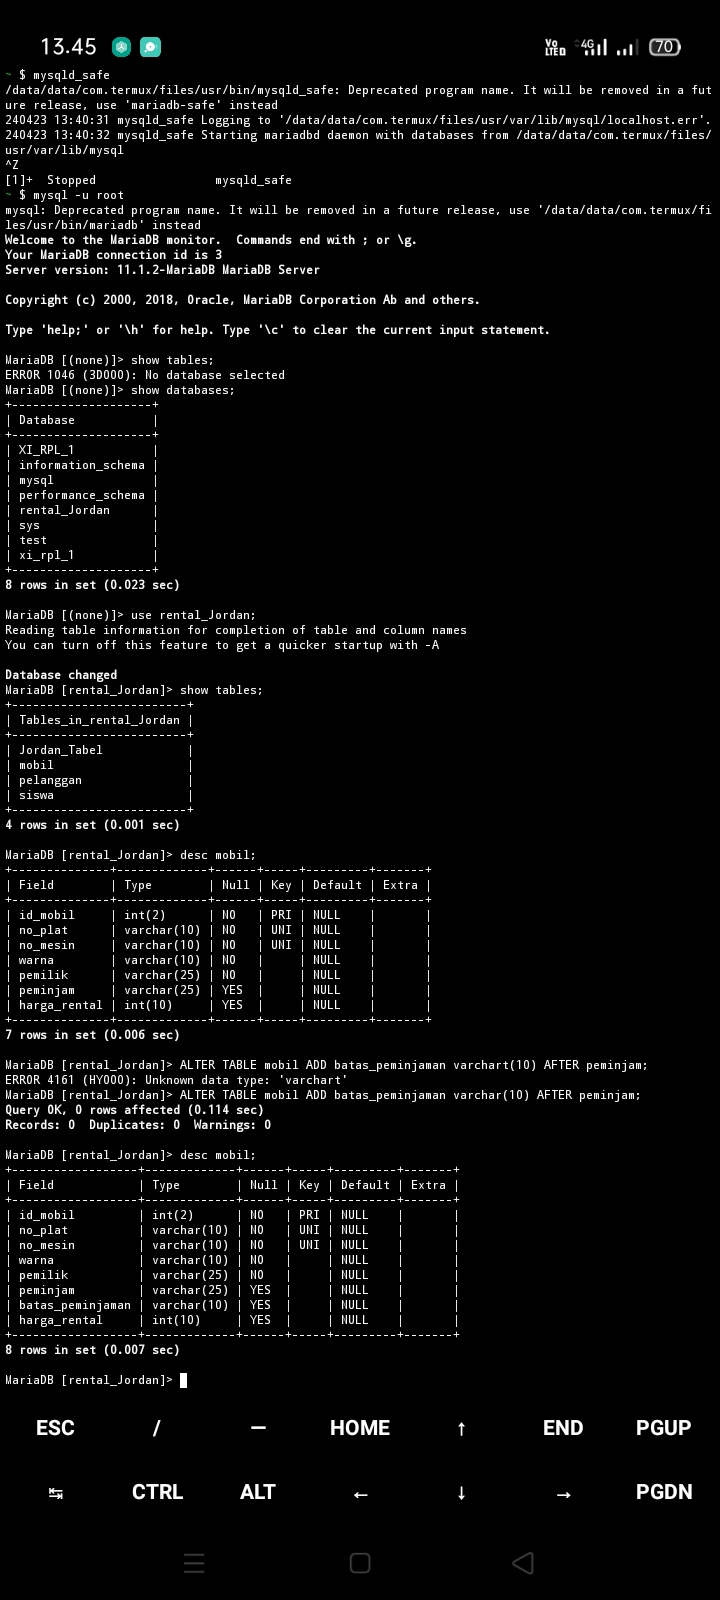 13.45
Vo LTED 4G 70
~ $ mysqld_safe
/data/data/com.termux/files/usr/bin/mysqld_safe: Deprecated program name. It will be removed in a fut
ure release, use 'mariadb-safe' instead
240423 13:40:31 mysqld_safe Logging to '/data/data/com.termux/files/usr/var/lib/mysql/localhost.err'.
240423 13:40:32 mysqld_safe Starting mariadbd daemon with databases from /data/data/com.termux/files/
usr/var/lib/mysql
^Z
[1]+  Stopped                 mysqld_safe
~ $ mysql -u root
mysql: Deprecated program name. It will be removed in a future release, use '/data/data/com.termux/fi
les/usr/bin/mariadb' instead
Welcome to the MariaDB monitor.  Commands end with ; or \g.
Your MariaDB connection id is 3
Server version: 11.1.2-MariaDB MariaDB Server
Copyright (c) 2000, 2018, Oracle, MariaDB Corporation Ab and others.
Type 'help;' or '\h' for help. Type '\c' to clear the current input statement.
MariaDB [(none)]> show tables;
ERROR 1046 (3D000): No database selected
MariaDB [(none)]> show databases;
+--------------------+
| Database           |
+--------------------+
| XI_RPL_1           |
| information_schema |
| mysql              |
| performance_schema |
| rental_Jordan      |
| sys                |
| test               |
| xi_rpl_1           |
+--------------------+
8 rows in set (0.023 sec)
MariaDB [(none)]> use rental_Jordan;
Reading table information for completion of table and column names
You can turn off this feature to get a quicker startup with -A
Database changed
MariaDB [rental_Jordan]> show tables;
+-------------------------+
| Tables_in_rental_Jordan |
+-------------------------+
| Jordan_Tabel            |
| mobil                   |
| pelanggan               |
| siswa                   |
+-------------------------+
4 rows in set (0.001 sec)
MariaDB [rental_Jordan]> desc mobil;
+--------------+-------------+------+-----+---------+-------+
| Field        | Type        | Null | Key | Default | Extra |
+--------------+-------------+------+-----+---------+-------+
| id_mobil     | int(2)      | NO   | PRI | NULL    |       |
| no_plat      | varchar(10) | NO   | UNI | NULL    |       |
| no_mesin     | varchar(10) | NO   | UNI | NULL    |       |
| warna        | varchar(10) | NO   |     | NULL    |       |
| pemilik      | varchar(25) | NO   |     | NULL    |       |
| peminjam     | varchar(25) | YES  |     | NULL    |       |
| harga_rental | int(10)     | YES  |     | NULL    |       |
+--------------+-------------+------+-----+---------+-------+
7 rows in set (0.006 sec)
MariaDB [rental_Jordan]> ALTER TABLE mobil ADD batas_peminjaman varchart(10) AFTER peminjam;
ERROR 4161 (HY000): Unknown data type: 'varchart'
MariaDB [rental_Jordan]> ALTER TABLE mobil ADD batas_peminjaman varchar(10) AFTER peminjam;
Query OK, 0 rows affected (0.114 sec)
Records: 0  Duplicates: 0  Warnings: 0
MariaDB [rental_Jordan]> desc mobil;
+------------------+-------------+------+-----+---------+-------+
| Field            | Type        | Null | Key | Default | Extra |
+------------------+-------------+------+-----+---------+-------+
| id_mobil         | int(2)      | NO   | PRI | NULL    |       |
| no_plat          | varchar(10) | NO   | UNI | NULL    |       |
| no_mesin         | varchar(10) | NO   | UNI | NULL    |       |
| warna            | varchar(10) | NO   |     | NULL    |       |
| pemilik          | varchar(25) | NO   |     | NULL    |       |
| peminjam         | varchar(25) | YES  |     | NULL    |       |
| batas_peminjaman | varchar(10) | YES  |     | NULL    |       |
| harga_rental     | int(10)     | YES  |     | NULL    |       |
+------------------+-------------+------+-----+---------+-------+
8 rows in set (0.007 sec)
MariaDB [rental_Jordan]>
ESC / — HOME ↑ END PGUP
↹ CTRL ALT ← ↓ → PGDN